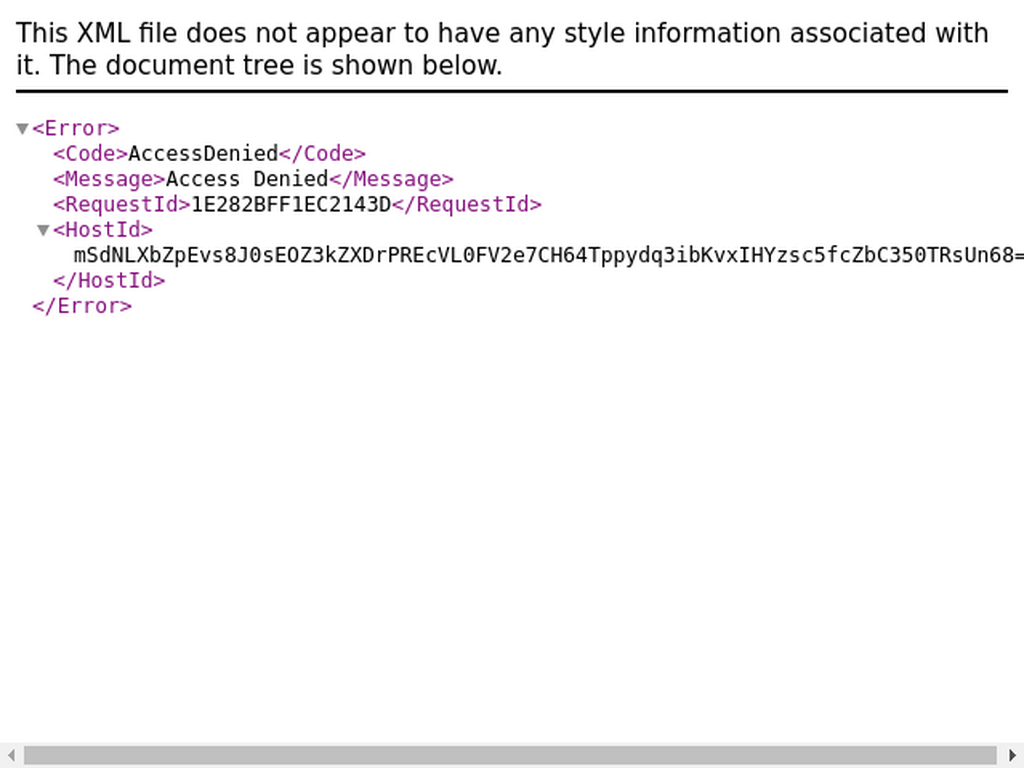 This XML file does not appear to have any style information associated with
it. The document tree is shown below.
<Error>
<Code>AccessDenied</Code>
<Message>Access Denied</Message>
<RequestId>1E282BFF1EC2143D</RequestId>
<HostId>
mSdNLXbZpEvs8J0sEOZ3kZXDrPREcVL0FV2e7CH64Tppydq3ibKvxIHYzsc5fcZbC350TRsUn68=
</HostId>
</Error>